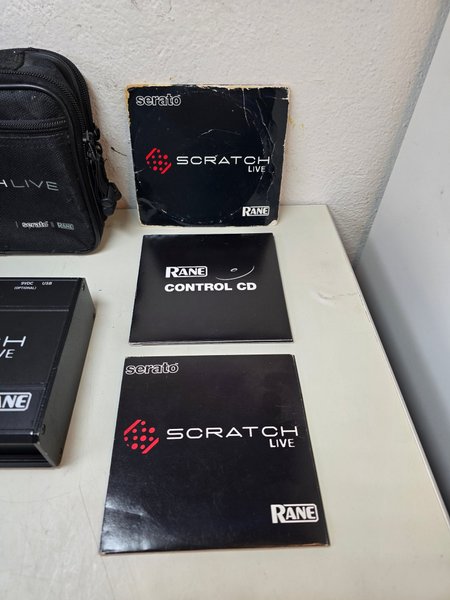 serato
SCRATCH
LIVE
RANE
H LIVE
serato RANE
RANE
CONTROL CD
9VDC USB
(OPTIONAL)
CH
VE
ANE
serato
SCRATCH
LIVE
RANE